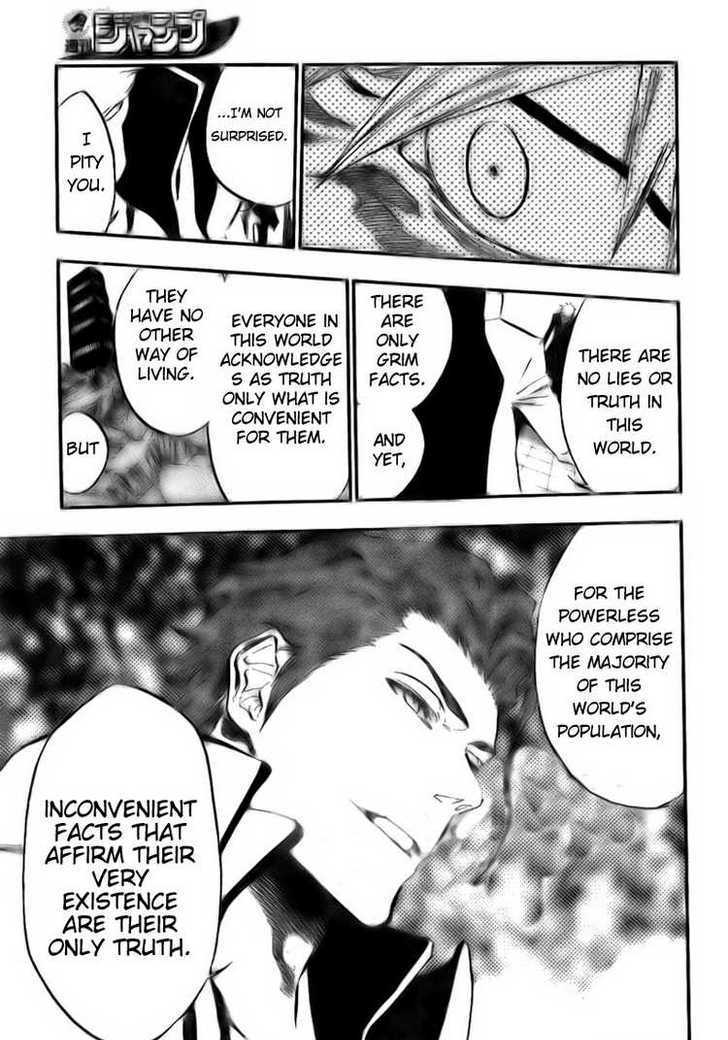 週刊
ジャンプ
...I'M NOT
SURPRISED.
I
PITY
YOU.
THERE ARE
NO LIES OR
TRUTH IN
THIS
WORLD.
THERE
ARE
ONLY
GRIM
FACTS.
AND
YET,
EVERYONE IN
THIS WORLD
ACKNOWLEDGE
S AS TRUTH
ONLY WHAT IS
CONVENIENT
FOR THEM.
THEY
HAVE NO
OTHER
WAY OF
LIVING.
BUT
FOR THE
POWERLESS
WHO COMPRISE
THE MAJORITY
OF THIS
WORLD'S
POPULATION,
INCONVENIENT
FACTS THAT
AFFIRM THEIR
VERY
EXISTENCE
ARE THEIR
ONLY TRUTH.